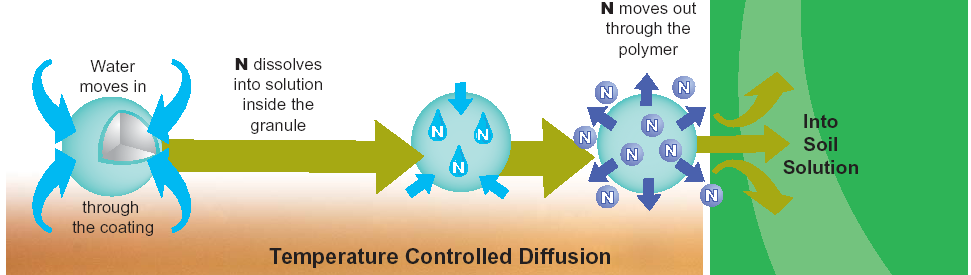 Water
moves in
through
the coating
N dissolves
into solution
inside the
granule
N
N
N
N moves out
through the
polymer
N
N
N
N
N
N
N
N
N
Into
Soil
Solution
Temperature Controlled Diffusion